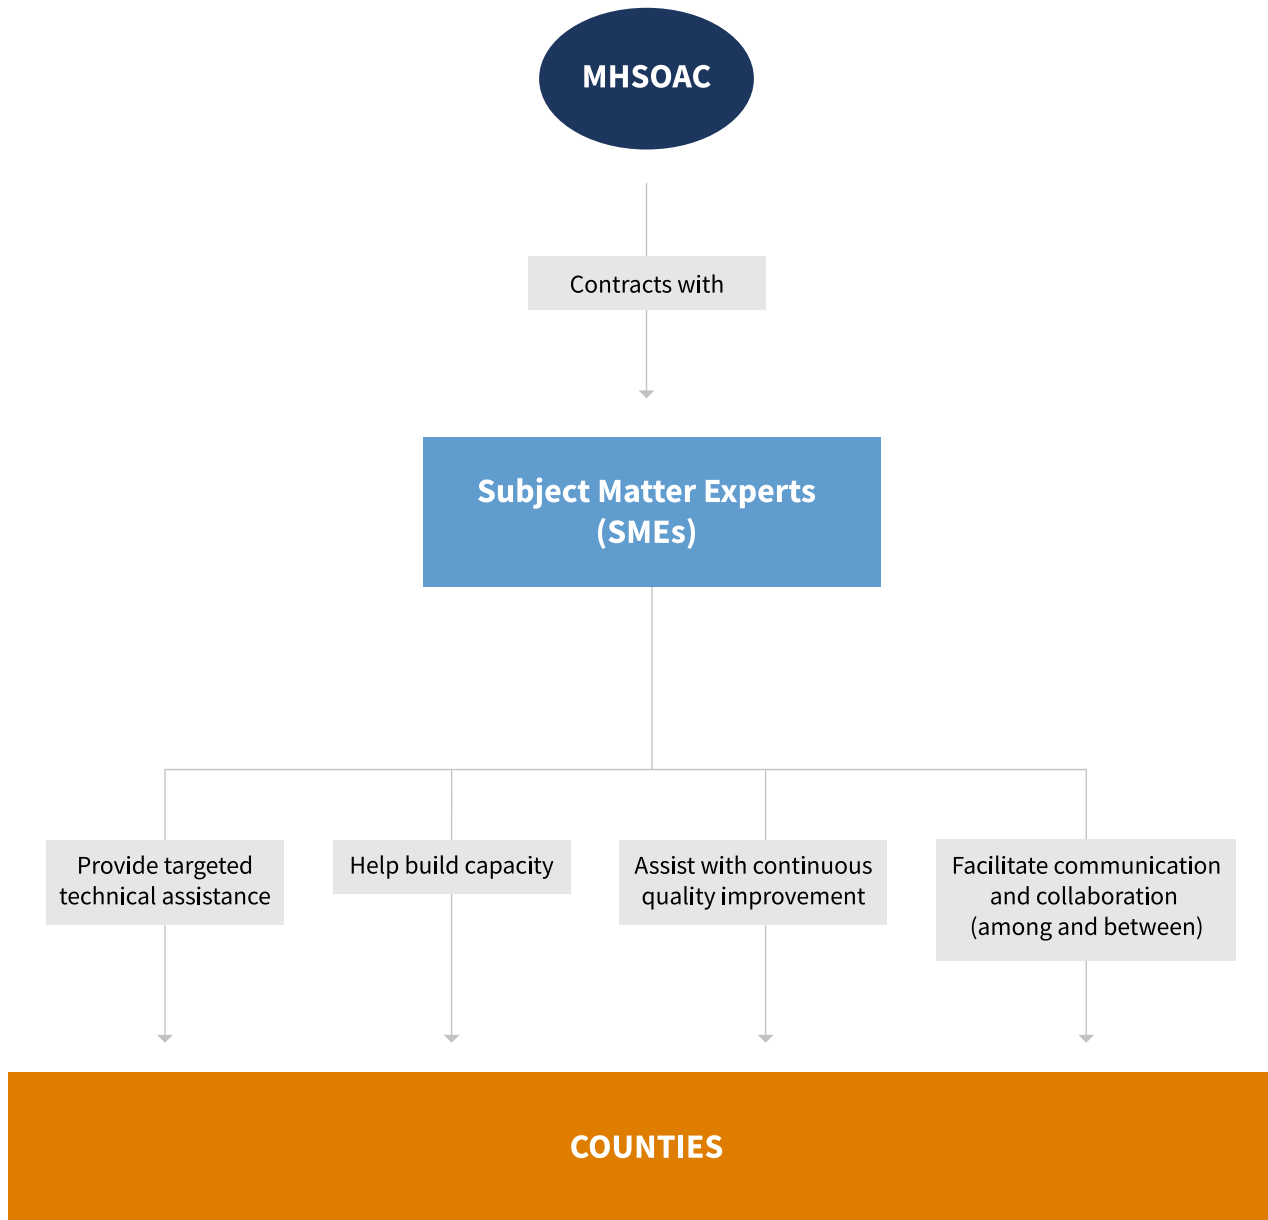 MHSOAC
Contracts with
Subject Matter Experts
(SMEs)
Provide targeted
technical assistance
Help build capacity
Assist with continuous
quality improvement
Facilitate communication
and collaboration
(among and between)
COUNTIES